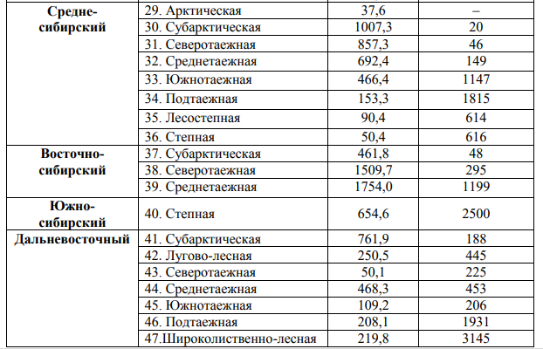 Средне-
сибирский
29. Арктическая 37,6 –
30. Субарктическая 1007,3 20
31. Северотаежная 857,3 46
32. Среднетаежная 692,4 149
33. Южнотаежная 466,4 1147
34. Подтаежная 153,3 1815
35. Лесостепная 90,4 614
36. Степная 50,4 616
Восточно-
сибирский
37. Субарктическая 461,8 48
38. Северотаежная 1509,7 295
39. Среднетаежная 1754,0 1199
Южно-
сибирский
40. Степная 654,6 2500
Дальневосточный
41. Субарктическая 761,9 188
42. Лугово-лесная 250,5 445
43. Северотаежная 50,1 225
44. Среднетаежная 468,3 453
45. Южнотаежная 109,2 206
46. Подтаежная 208,1 1931
47.Широколиственно-лесная 219,8 3145